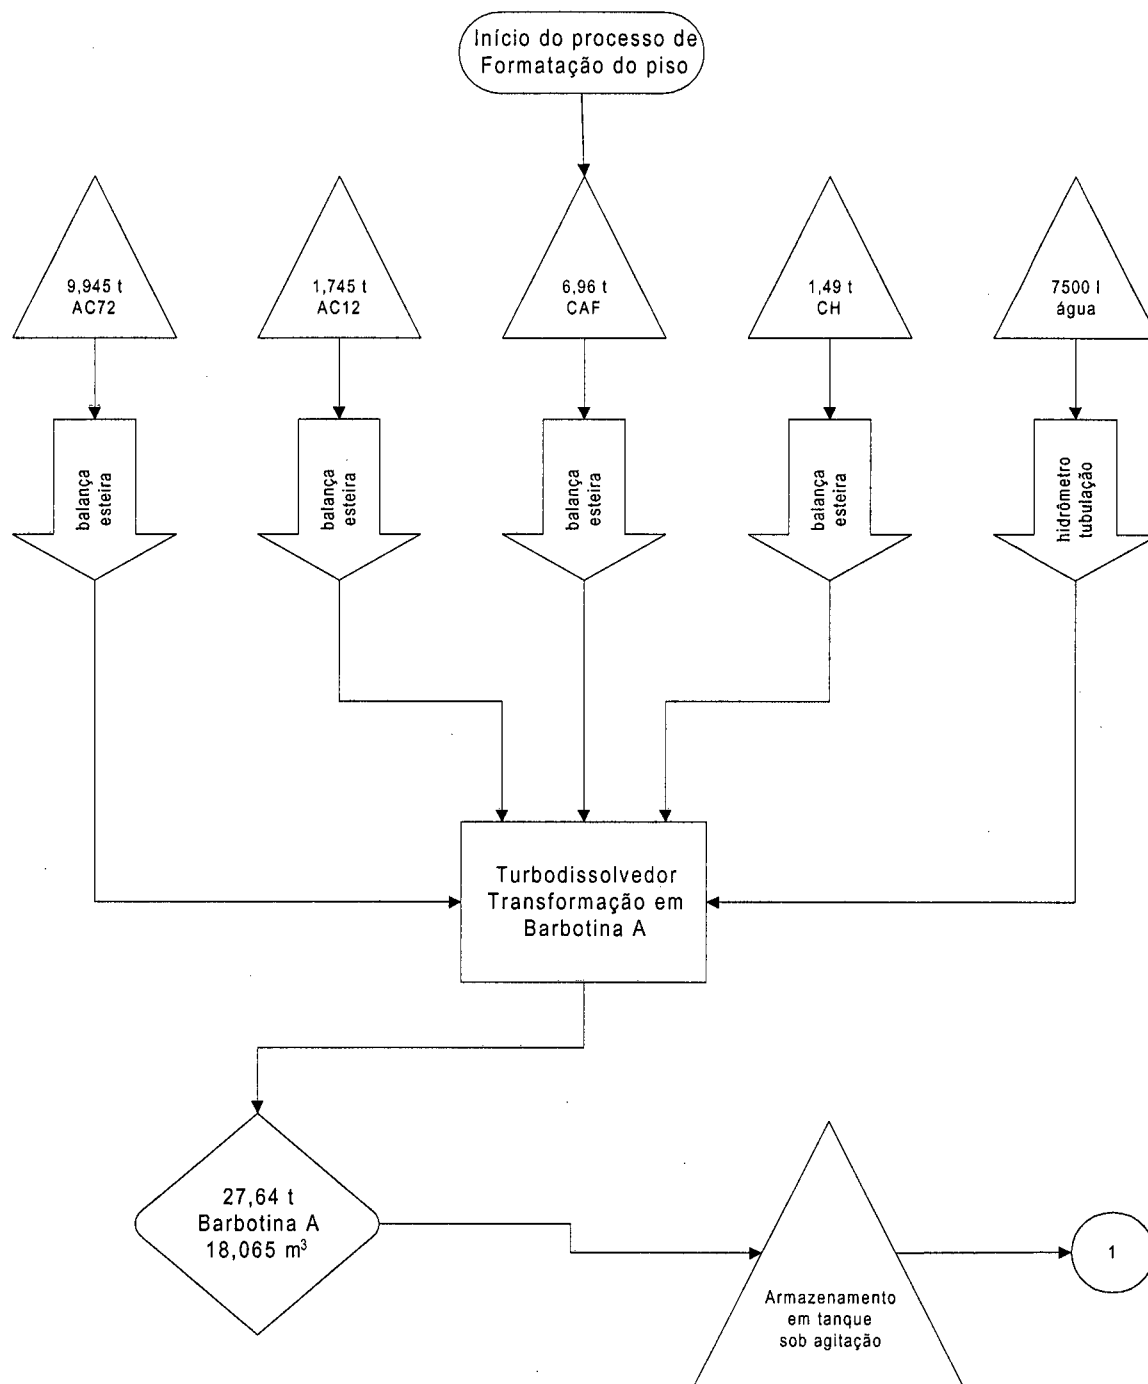 Início do processo de
Formatação do piso
9,945 t
AC72
1,745 t
AC12
6,96 t
CAF
1,49 t
CH
7500 l
água
balança
esteira
balança
esteira
balança
esteira
balança
esteira
hidrômetro
tubulação
Turbodissolvedor
Transformação em
Barbotina A
27,64 t
Barbotina A
18,065 m³
Armazenamento
em tanque
sob agitação
1